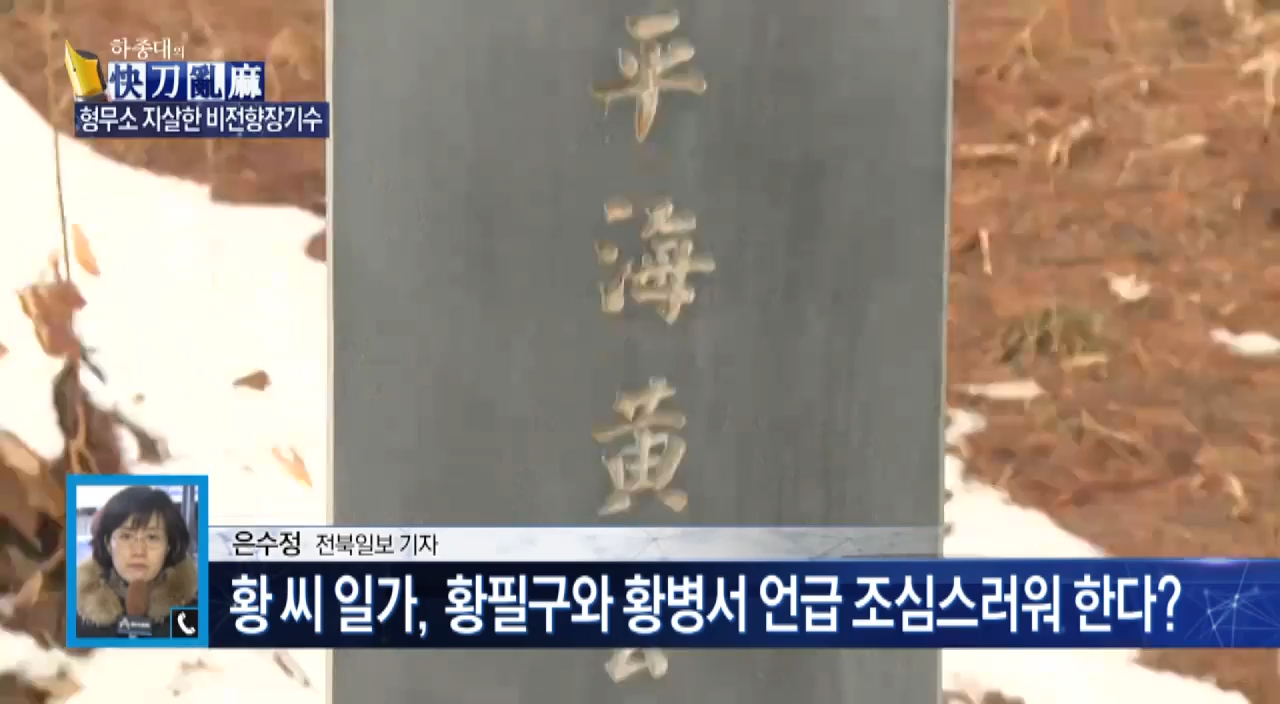 하종대의
快刀亂麻
형무소 지살한 비전향장기수
平
海
黃
은수정 전북일보 기자
황 씨 일가, 황필구와 황병서 언급 조심스러워 한다?